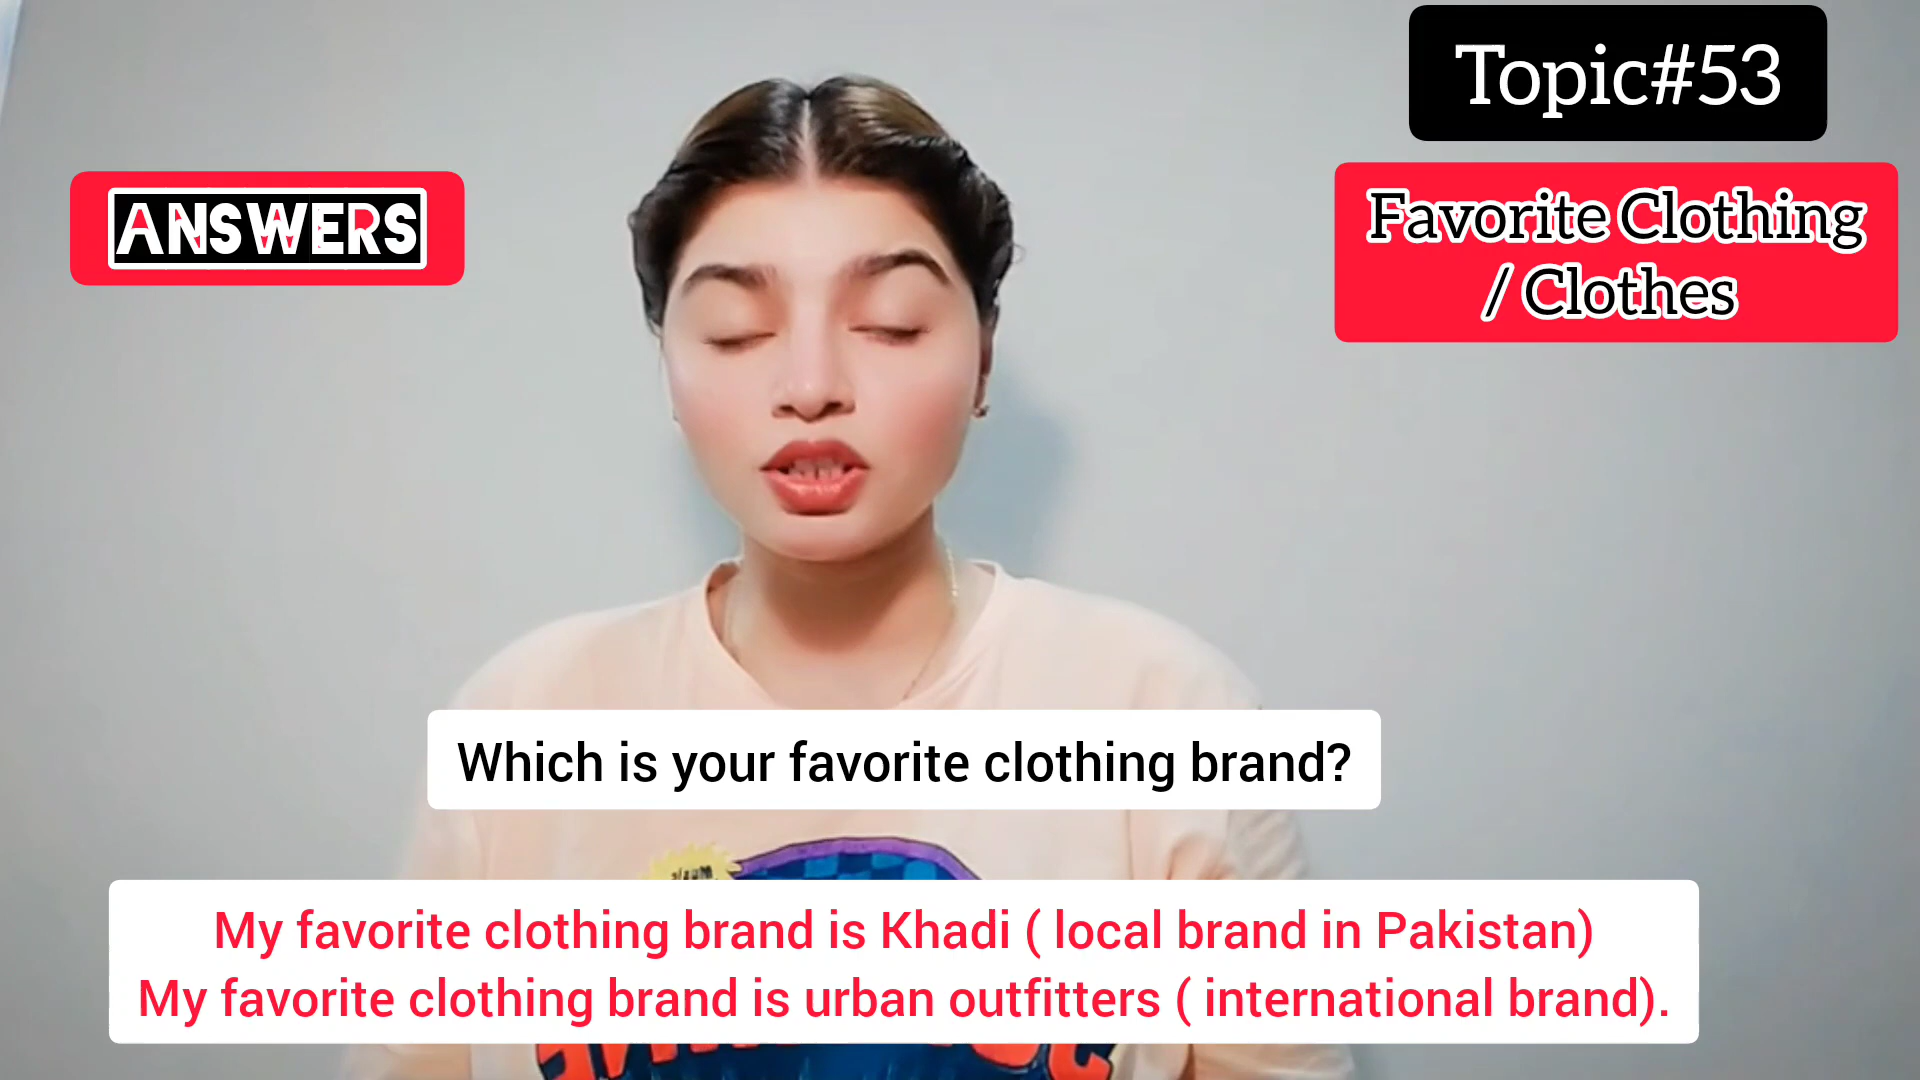 Topic#53
ANSWERS
Favorite Clothing
/ Clothes
Which is your favorite clothing brand?
My favorite clothing brand is Khadi ( local brand in Pakistan)
My favorite clothing brand is urban outfitters ( international brand).